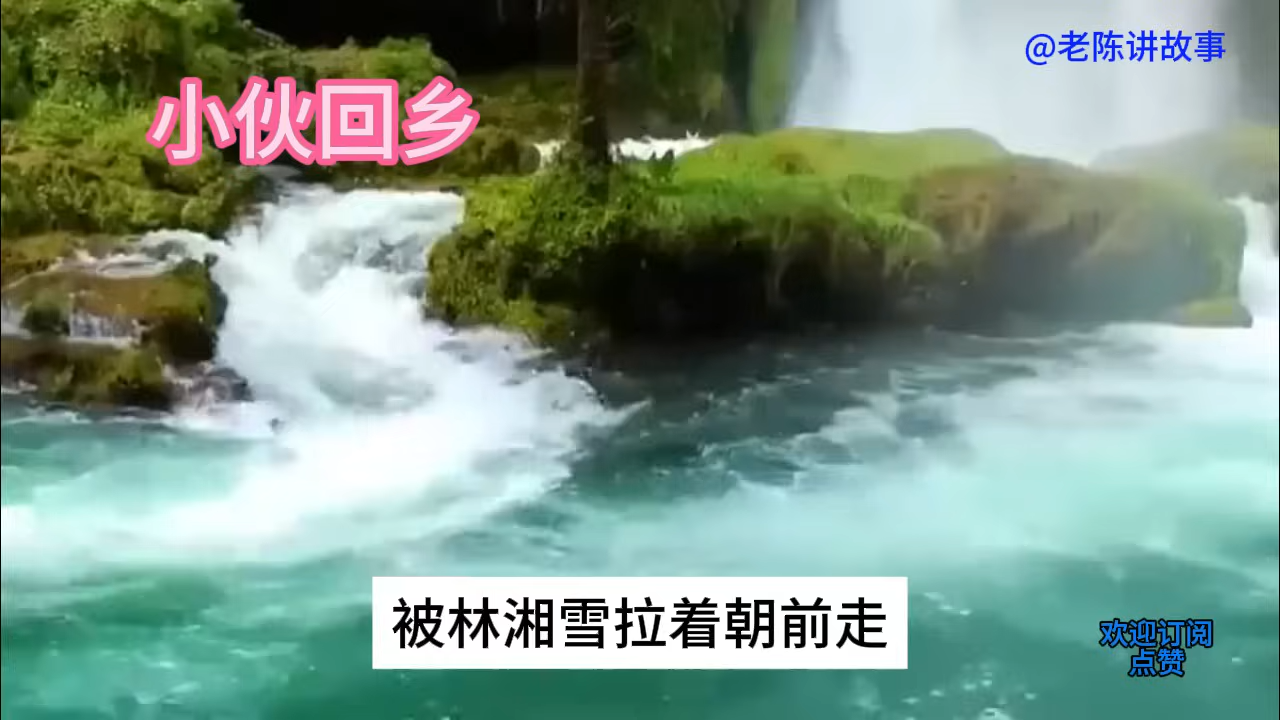 @老陈讲故事
小伙回乡
被林湘雪拉着朝前走
欢迎订阅
点赞